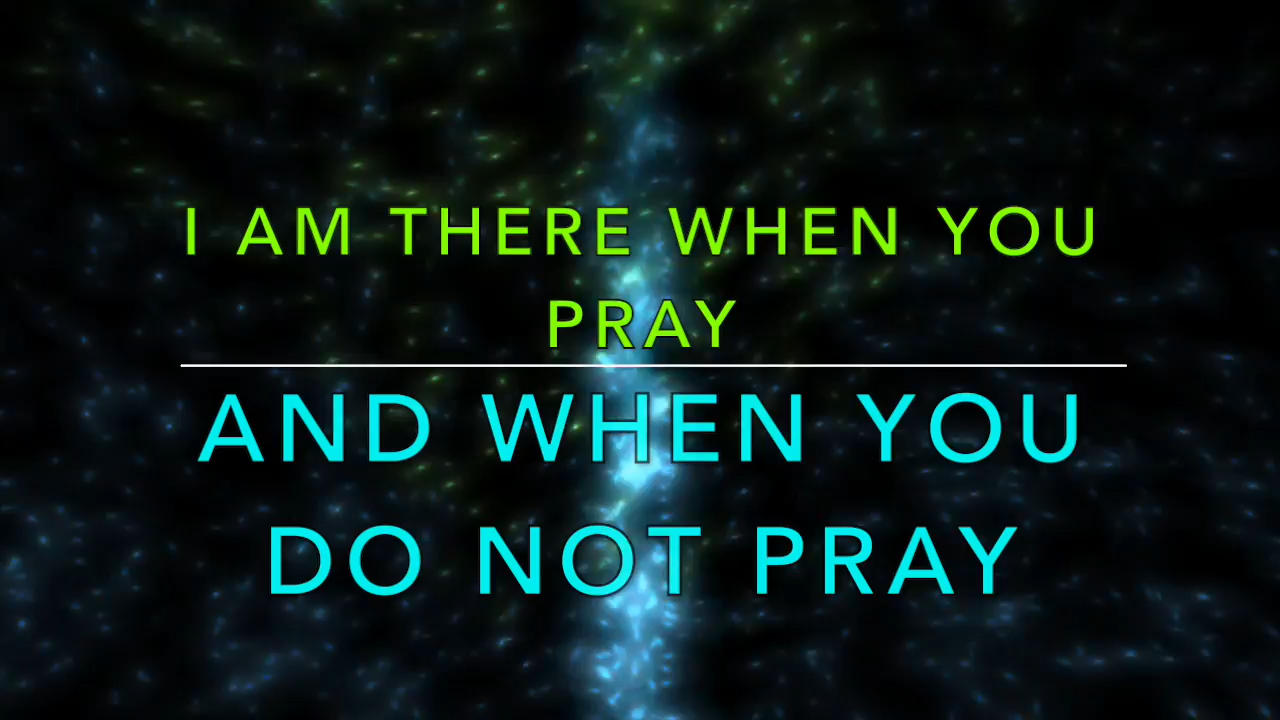 I AM THERE WHEN YOU
PRAY
AND WHEN YOU
DO NOT PRAY